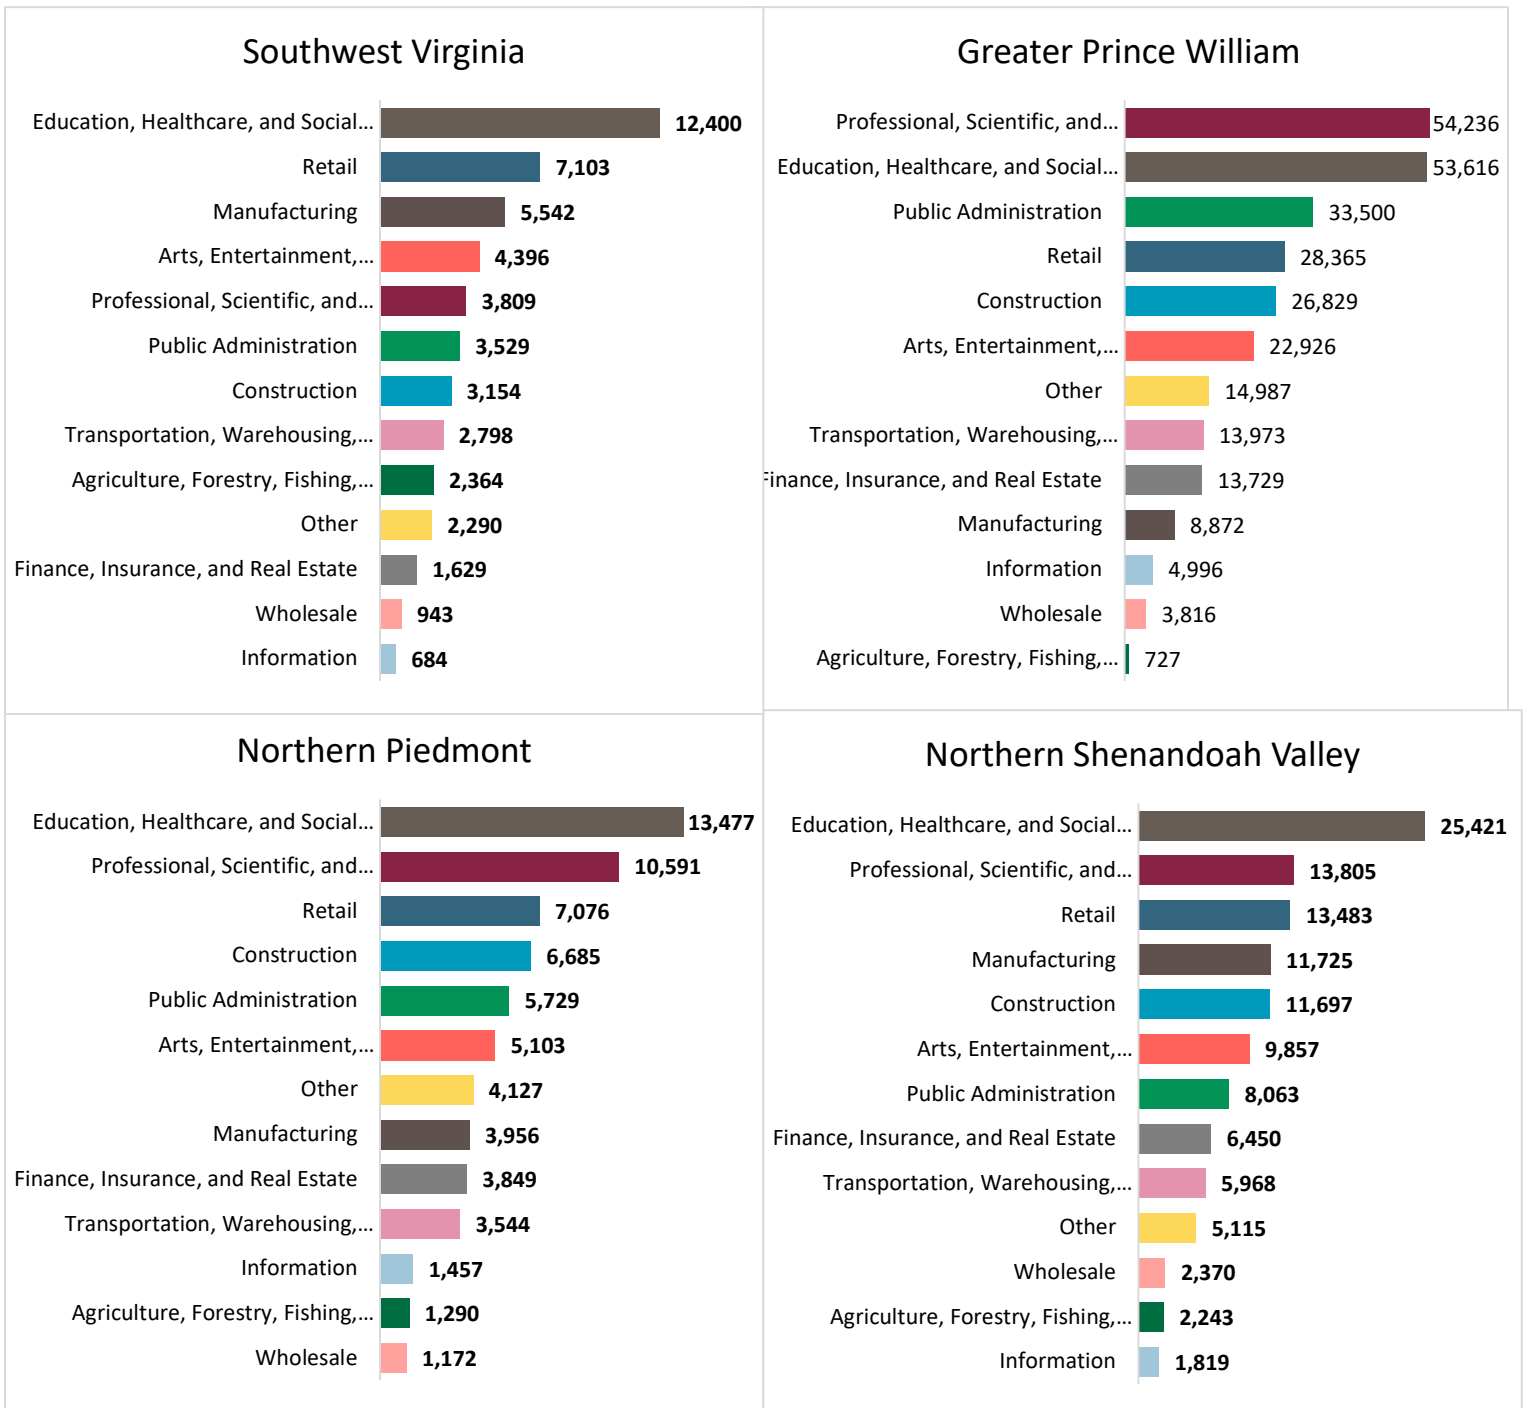 Southwest Virginia
Education, Healthcare, and Social... 12,400
Retail 7,103
Manufacturing 5,542
Arts, Entertainment,... 4,396
Professional, Scientific, and... 3,809
Public Administration 3,529
Construction 3,154
Transportation, Warehousing,... 2,798
Agriculture, Forestry, Fishing,... 2,364
Other 2,290
Finance, Insurance, and Real Estate 1,629
Wholesale 943
Information 684
Greater Prince William
Professional, Scientific, and... 54,236
Education, Healthcare, and Social... 53,616
Public Administration 33,500
Retail 28,365
Construction 26,829
Arts, Entertainment,... 22,926
Other 14,987
Transportation, Warehousing,... 13,973
Finance, Insurance, and Real Estate 13,729
Manufacturing 8,872
Information 4,996
Wholesale 3,816
Agriculture, Forestry, Fishing,... 727
Northern Piedmont
Education, Healthcare, and Social... 13,477
Professional, Scientific, and... 10,591
Retail 7,076
Construction 6,685
Public Administration 5,729
Arts, Entertainment,... 5,103
Other 4,127
Manufacturing 3,956
Finance, Insurance, and Real Estate 3,849
Transportation, Warehousing,... 3,544
Information 1,457
Agriculture, Forestry, Fishing,... 1,290
Wholesale 1,172
Northern Shenandoah Valley
Education, Healthcare, and Social... 25,421
Professional, Scientific, and... 13,805
Retail 13,483
Manufacturing 11,725
Construction 11,697
Arts, Entertainment,... 9,857
Public Administration 8,063
Finance, Insurance, and Real Estate 6,450
Transportation, Warehousing,... 5,968
Other 5,115
Wholesale 2,370
Agriculture, Forestry, Fishing,... 2,243
Information 1,819